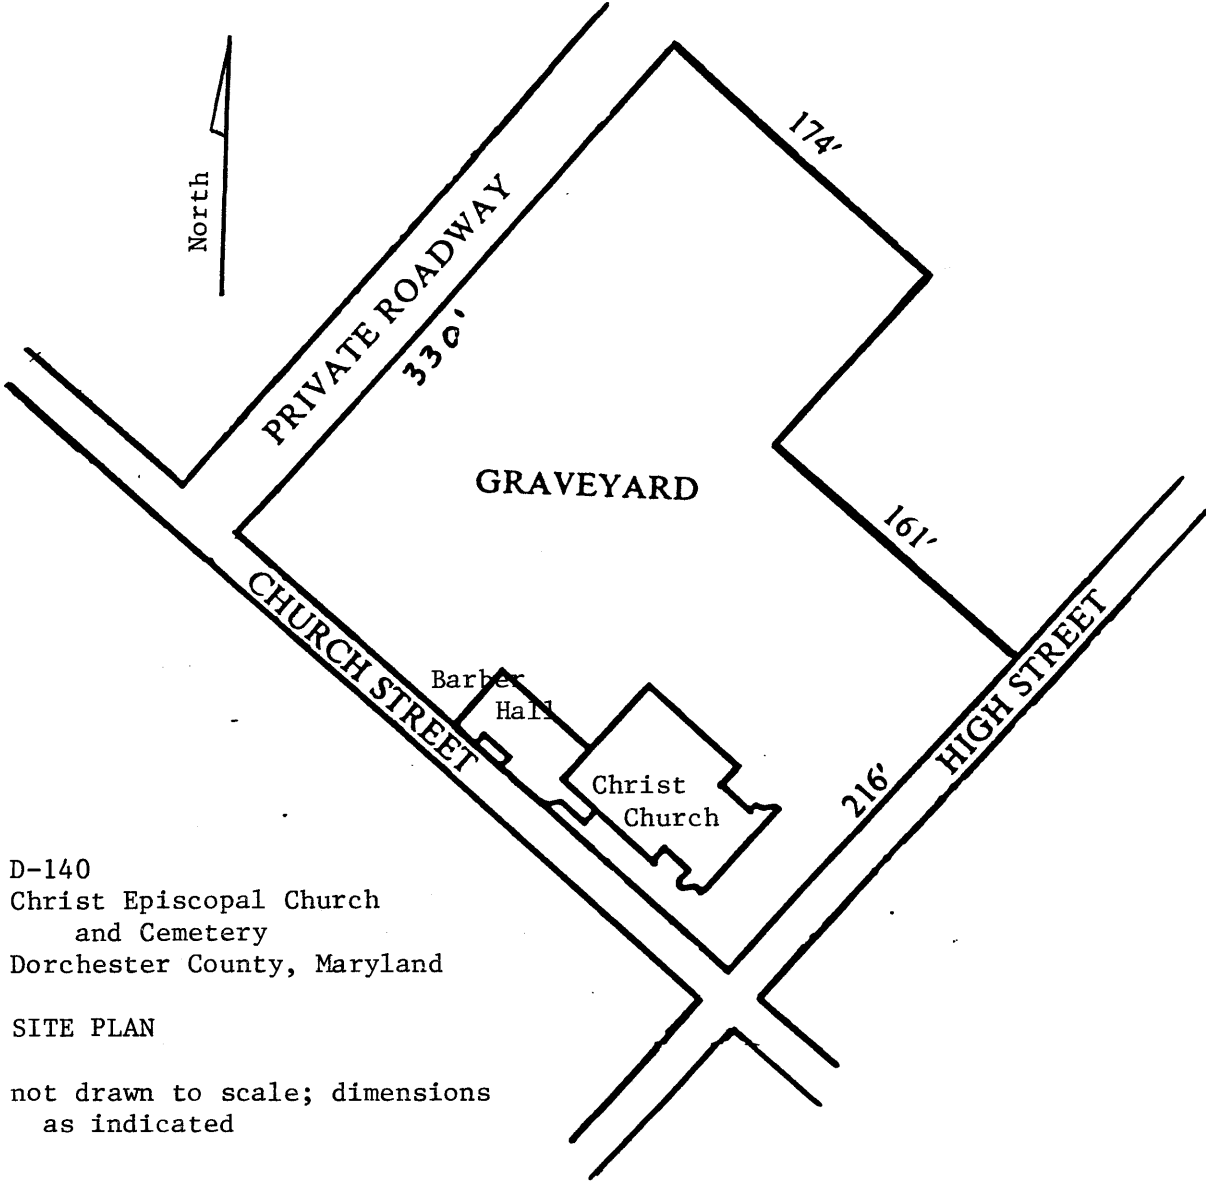 North
PRIVATE ROADWAY
330'
174'
GRAVEYARD
161'
CHURCH STREET
HIGH STREET
216'
Barber
Hall
Christ
Church
D-140
Christ Episcopal Church
and Cemetery
Dorchester County, Maryland
SITE PLAN
not drawn to scale; dimensions
as indicated